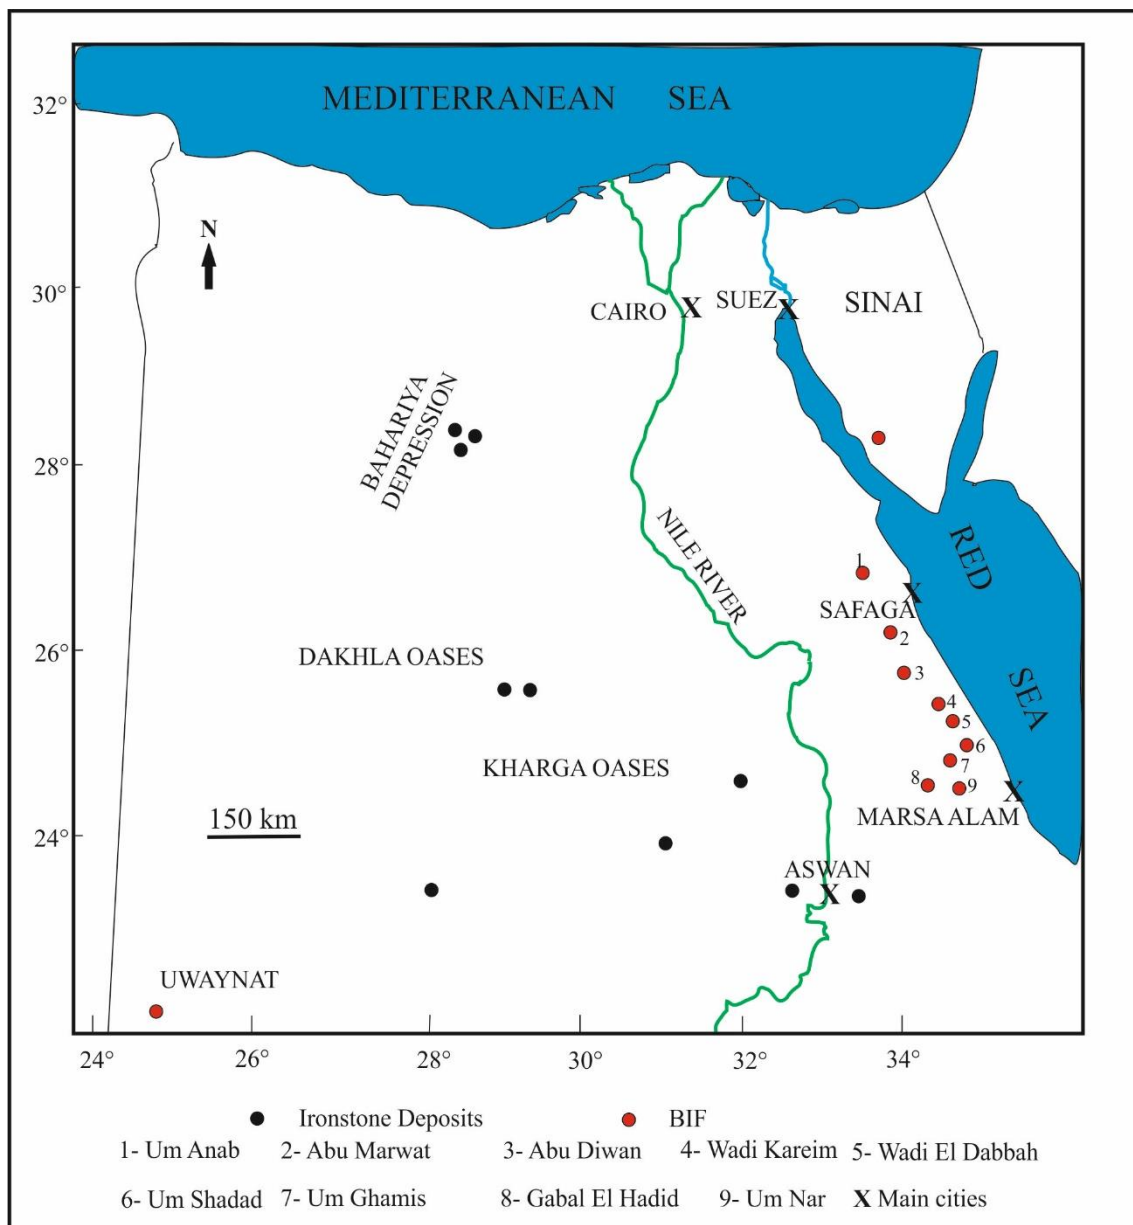 MEDITERRANEAN SEA
32°
N
30°
CAIRO
SUEZ
SINAI
BAHARIYA
DEPRESSION
28°
NILE RIVER
RED
SEA
1
SAFAGA
2
26°
DAKHLA OASES
3
4
5
6
KHARGA OASES
7
8
9
MARSA ALAM
150 km
24°
ASWAN
UWAYNAT
24° 26° 28° 30° 32° 34°
Ironstone Deposits BIF
1- Um Anab 2- Abu Marwat 3- Abu Diwan 4- Wadi Kareim 5- Wadi El Dabbah
6- Um Shadad 7- Um Ghamis 8- Gabal El Hadid 9- Um Nar X Main cities
X
X
X
X
X